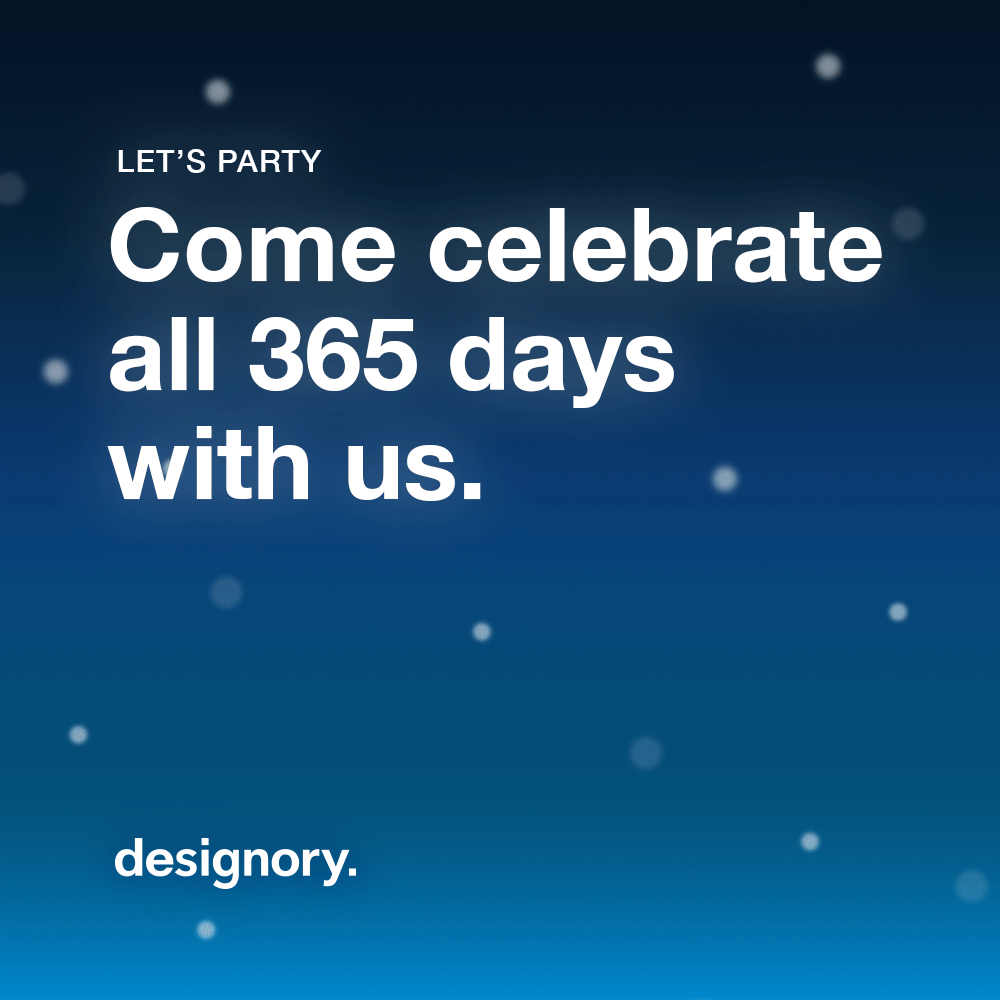 LET’S PARTY
Come celebrate
all 365 days
with us.
designory.